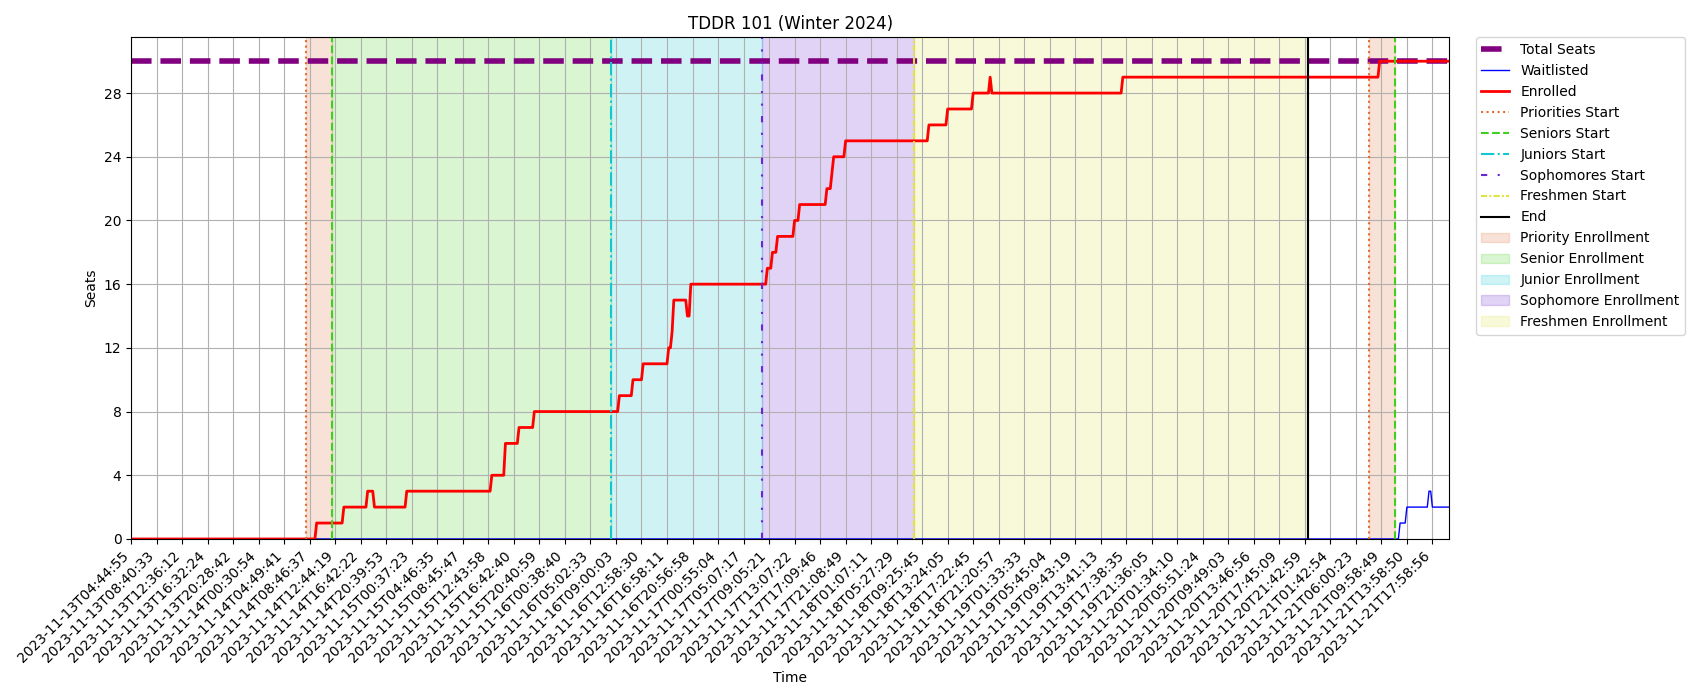 TDDR 101 (Winter 2024)
Total Seats
Waitlisted
Enrolled
Priorities Start
Seniors Start
Juniors Start
Sophomores Start
Freshmen Start
End
Priority Enrollment
Senior Enrollment
Junior Enrollment
Sophomore Enrollment
Freshmen Enrollment
Seats
28
24
20
16
12
8
4
0
2023-11-13T04:44:55
2023-11-13T08:40:33
2023-11-13T12:36:12
2023-11-13T16:32:24
2023-11-13T20:28:42
2023-11-14T00:30:54
2023-11-14T04:49:41
2023-11-14T08:46:37
2023-11-14T12:44:19
2023-11-14T16:42:22
2023-11-14T20:39:53
2023-11-15T00:37:23
2023-11-15T04:46:35
2023-11-15T08:45:47
2023-11-15T12:43:58
2023-11-15T16:42:40
2023-11-15T20:40:59
2023-11-16T00:38:40
2023-11-16T05:02:33
2023-11-16T09:00:03
2023-11-16T12:58:30
2023-11-16T16:58:11
2023-11-16T20:56:58
2023-11-17T00:55:04
2023-11-17T05:07:17
2023-11-17T09:05:21
2023-11-17T13:07:22
2023-11-17T17:09:46
2023-11-17T21:08:49
2023-11-18T01:07:11
2023-11-18T05:27:29
2023-11-18T09:25:45
2023-11-18T13:24:05
2023-11-18T17:22:45
2023-11-18T21:20:57
2023-11-19T01:33:33
2023-11-19T05:45:04
2023-11-19T09:43:19
2023-11-19T13:41:13
2023-11-19T17:38:35
2023-11-19T21:36:05
2023-11-20T01:34:10
2023-11-20T05:51:24
2023-11-20T09:49:03
2023-11-20T13:46:56
2023-11-20T17:45:09
2023-11-20T21:42:59
2023-11-21T01:42:54
2023-11-21T06:00:23
2023-11-21T09:58:49
2023-11-21T13:58:50
2023-11-21T17:58:56
Time